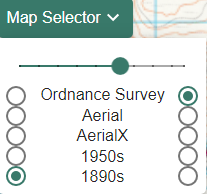 Map Selector
Ordnance Survey
Aerial
AerialX
1950s
1890s